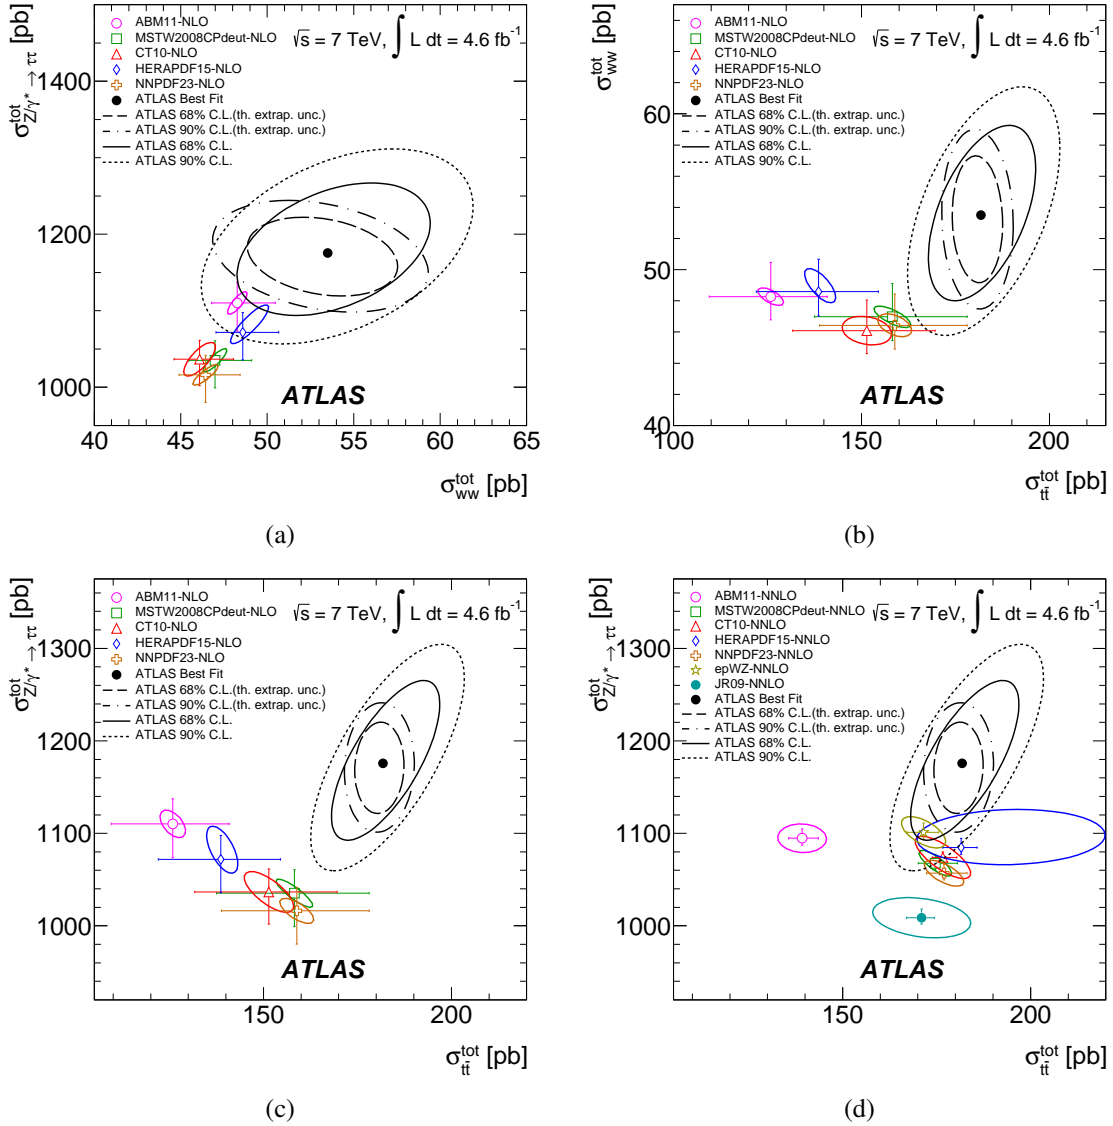 σ^tot_Z/γ* → ττ [pb]
1400
1200
1000
ABM11-NLO
MSTW2008CPdeut-NLO
CT10-NLO
HERAPDF15-NLO
NNPDF23-NLO
ATLAS Best Fit
ATLAS 68% C.L.(th. extrap. unc.)
ATLAS 90% C.L.(th. extrap. unc.)
ATLAS 68% C.L.
ATLAS 90% C.L.
√s = 7 TeV, ∫ L dt = 4.6 fb⁻¹
ATLAS
40 45 50 55 60 65
σ^tot_WW [pb]
(a)
σ^tot_WW [pb]
60
50
40
ABM11-NLO
MSTW2008CPdeut-NLO
CT10-NLO
HERAPDF15-NLO
NNPDF23-NLO
ATLAS Best Fit
ATLAS 68% C.L.(th. extrap. unc.)
ATLAS 90% C.L.(th. extrap. unc.)
ATLAS 68% C.L.
ATLAS 90% C.L.
√s = 7 TeV, ∫ L dt = 4.6 fb⁻¹
ATLAS
100 150 200
σ^tot_tt̄ [pb]
(b)
σ^tot_Z/γ* → ττ [pb]
1300
1200
1100
1000
ABM11-NLO
MSTW2008CPdeut-NLO
CT10-NLO
HERAPDF15-NLO
NNPDF23-NLO
ATLAS Best Fit
ATLAS 68% C.L.(th. extrap. unc.)
ATLAS 90% C.L.(th. extrap. unc.)
ATLAS 68% C.L.
ATLAS 90% C.L.
√s = 7 TeV, ∫ L dt = 4.6 fb⁻¹
ATLAS
150 200
σ^tot_tt̄ [pb]
(c)
σ^tot_Z/γ* → ττ [pb]
1300
1200
1100
1000
ABM11-NNLO
MSTW2008CPdeut-NNLO
CT10-NNLO
HERAPDF15-NNLO
NNPDF23-NNLO
epWZ-NNLO
JR09-NNLO
ATLAS Best Fit
ATLAS 68% C.L.(th. extrap. unc.)
ATLAS 90% C.L.(th. extrap. unc.)
ATLAS 68% C.L.
ATLAS 90% C.L.
√s = 7 TeV, ∫ L dt = 4.6 fb⁻¹
ATLAS
150 200
σ^tot_tt̄ [pb]
(d)